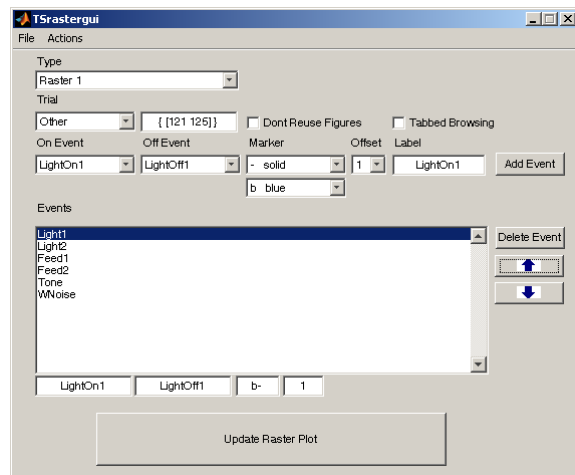 TSrastergui
File Actions
Type
Raster 1
Trial
Other { [121 125] } Dont Reuse Figures Tabbed Browsing
On Event Off Event Marker Offset Label
LightOn1 LightOff1 - solid 1 LightOn1 Add Event
b blue
Events
Light1
Light2
Feed1
Feed2
Tone
WNoise
Delete Event
LightOn1 LightOff1 b- 1
Update Raster Plot